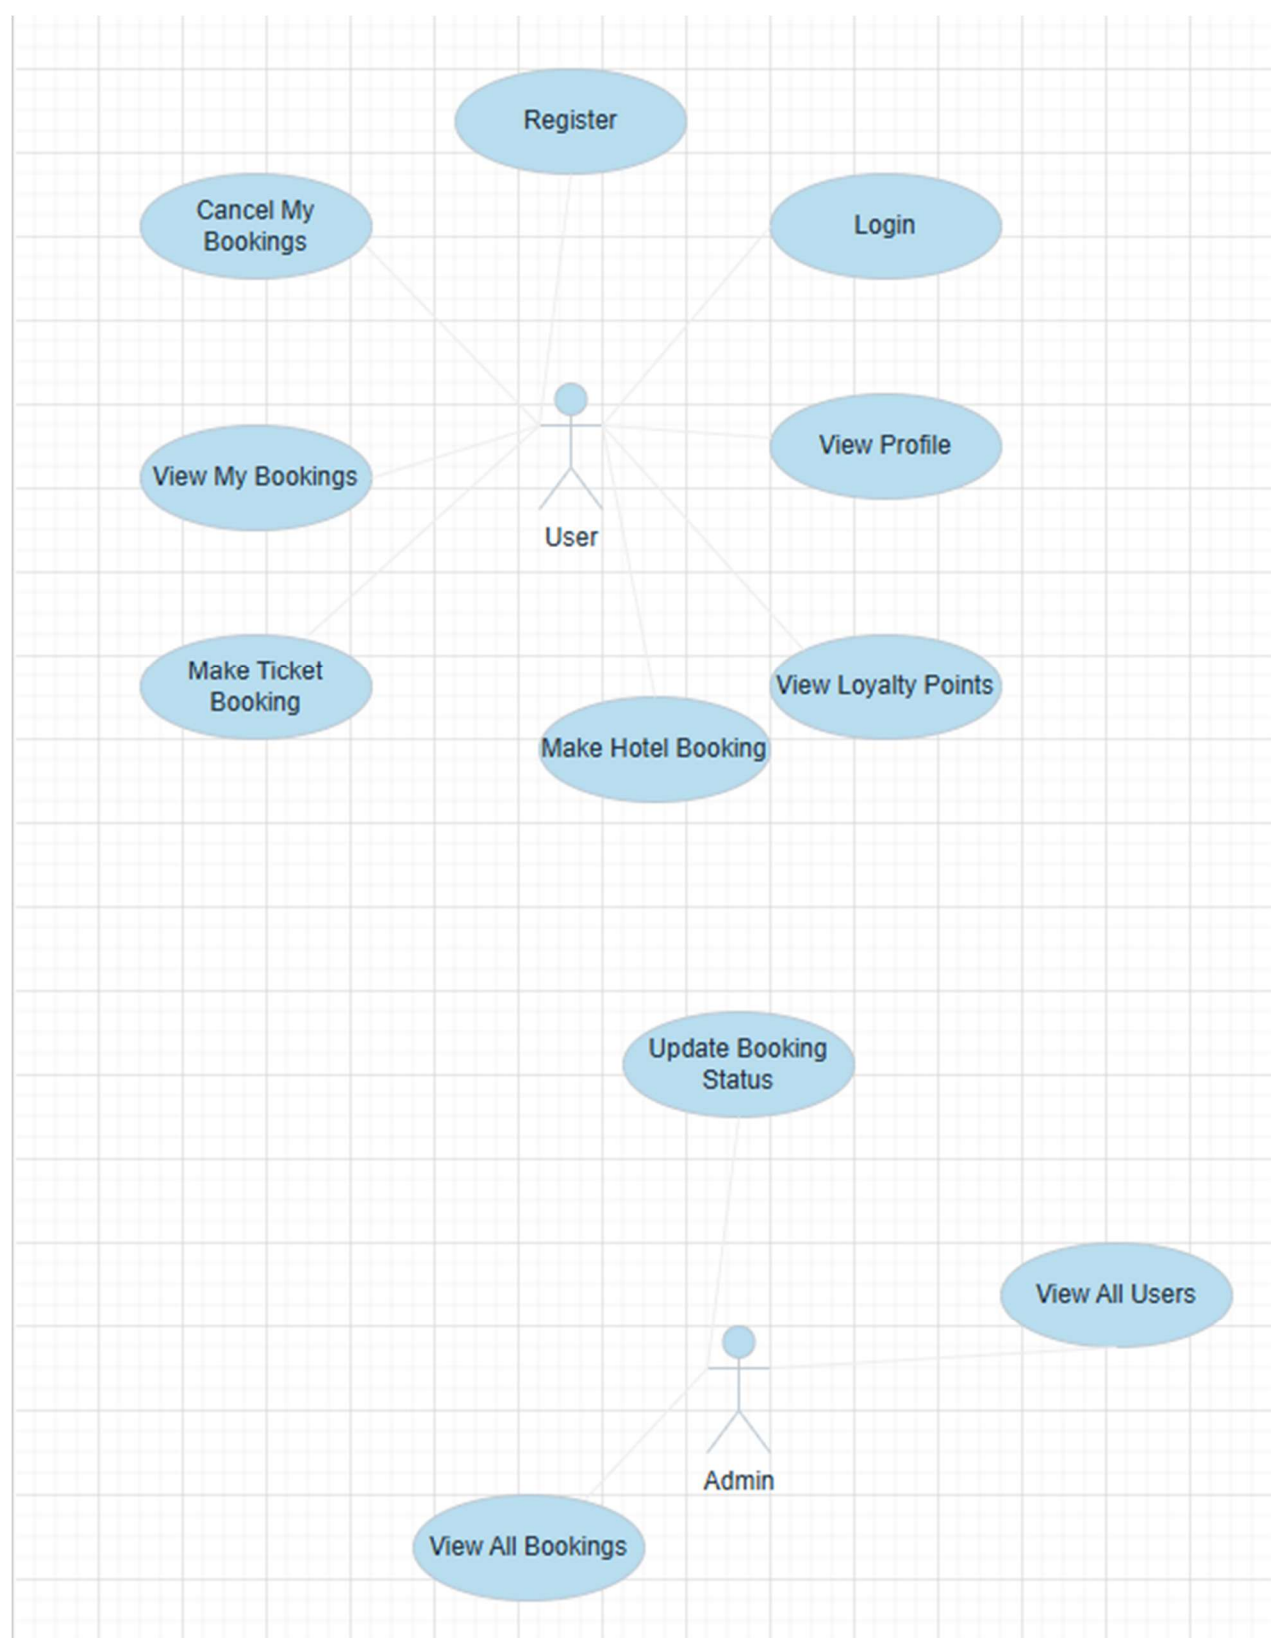 Register
Cancel My
Bookings
Login
View Profile
View My Bookings
User
Make Ticket
Booking
View Loyalty Points
Make Hotel Booking
Update Booking
Status
View All Users
Admin
View All Bookings